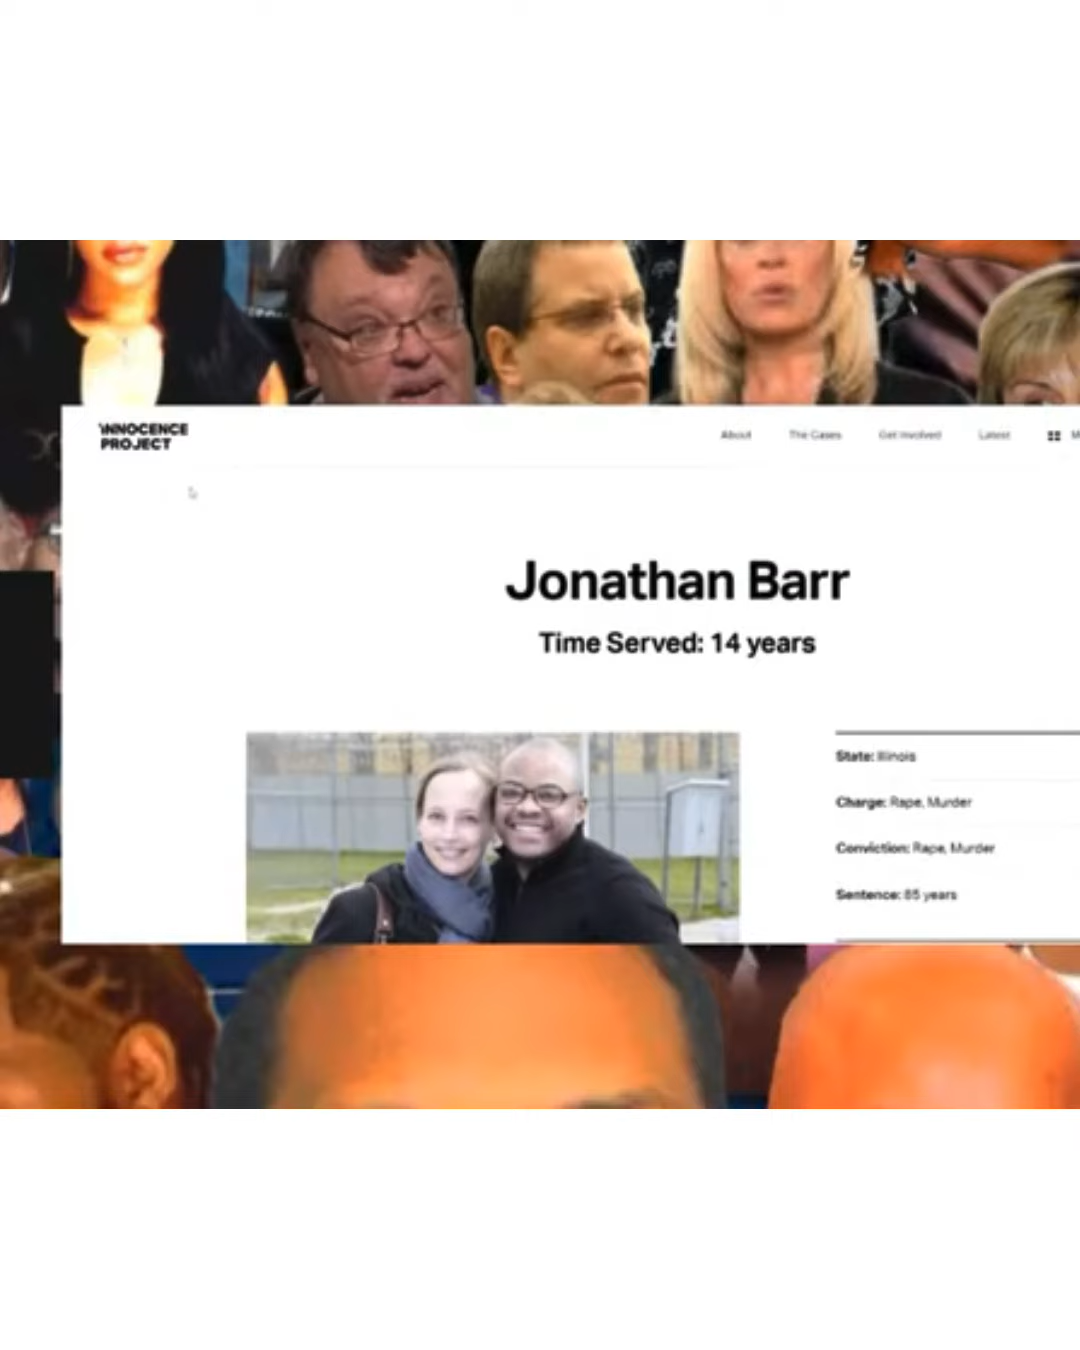 INNOCENCE
PROJECT
About The Cases Get Involved Latest
Jonathan Barr
Time Served: 14 years
State: Illinois
Charge: Rape, Murder
Conviction: Rape, Murder
Sentence: 85 years